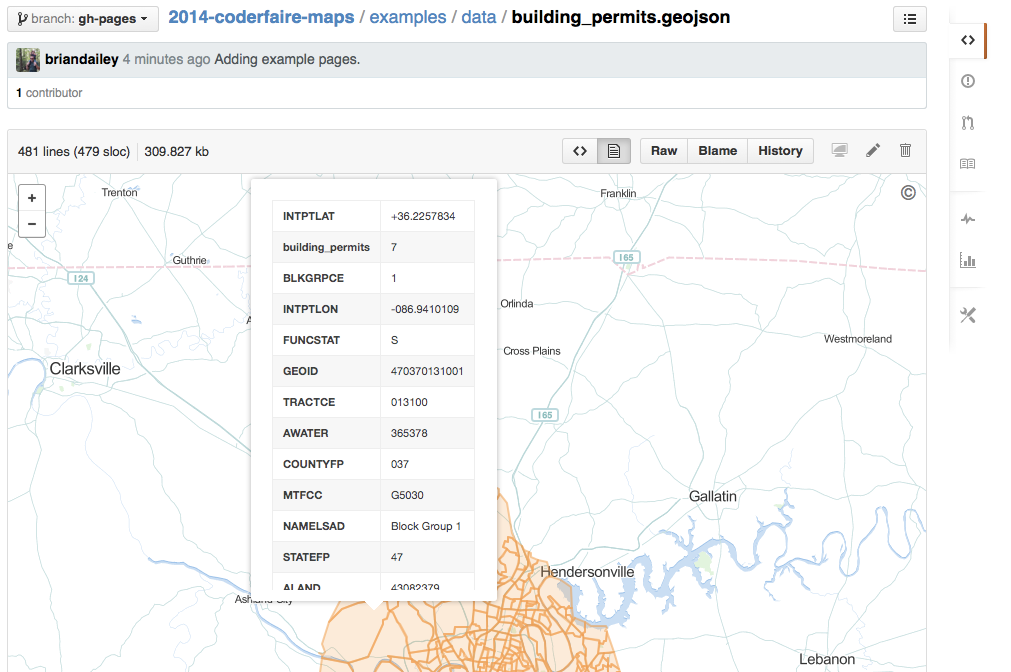 branch: gh-pages
2014-coderfaire-maps / examples / data / building_permits.geojson
briandailey 4 minutes ago Adding example pages.
1 contributor
481 lines (479 sloc) 309.827 kb
Raw Blame History
+
−
©
Trenton
Franklin
INTPTLAT +36.2257834
building_permits 7
BLKGRPCE 1
INTPTLON -086.9410109
FUNCSTAT S
GEOID 470370131001
TRACTCE 013100
AWATER 365378
COUNTYFP 037
MTFCC G5030
NAMELSAD Block Group 1
STATEFP 47
ALAND 43082379
e
Guthrie
I65
I24
Orlinda
A
Westmoreland
Cross Plains
Clarksville
I65
Gallatin
Hendersonville
Ashland City
Lebanon